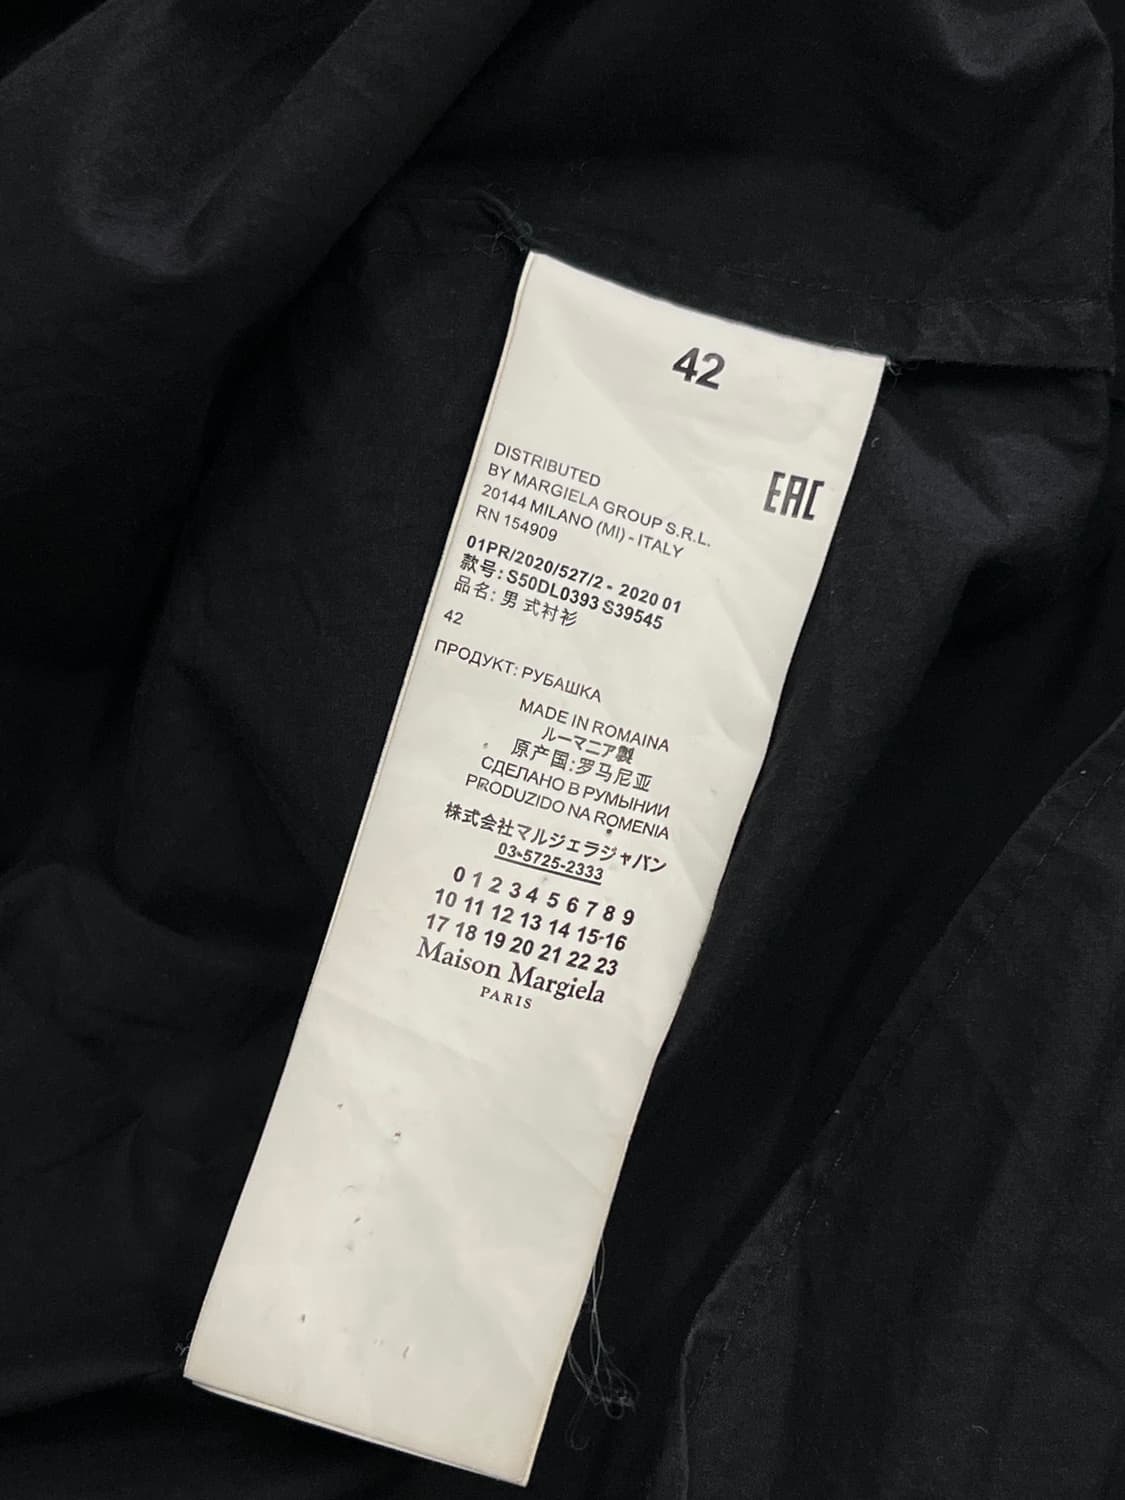 42
EAC
DISTRIBUTED
BY MARGIELA GROUP S.R.L.
20144 MILANO (MI) - ITALY
RN 154909
01PR/2020/527/2 - 2020 01
款号: S50DL0393 S39545
品名: 男式衬衫
42
ПРОДУКТ: РУБАШКА
MADE IN ROMAINA
ルーマニア製
原产国:罗马尼亚
СДЕЛАНО В РУМЫНИИ
PRODUZIDO NA ROMENIA
株式会社マルジェラジャパン
03-5725-2333
0 1 2 3 4 5 6 7 8 9
10 11 12 13 14 15-16
17 18 19 20 21 22 23
Maison Margiela
PARIS